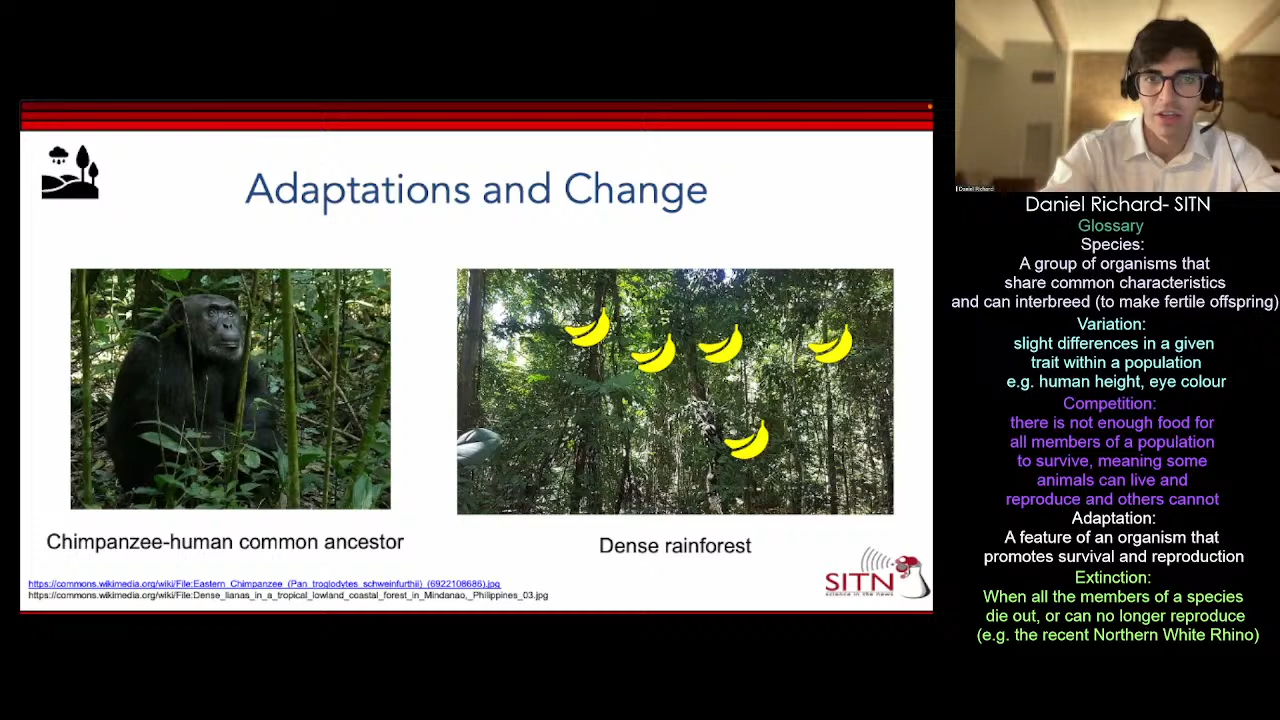 Adaptations and Change
Chimpanzee-human common ancestor
Dense rainforest
https://commons.wikimedia.org/wiki/File:Eastern_Chimpanzee_(Pan_troglodytes_schweinfurthii)_(6922108686).jpg
https://commons.wikimedia.org/wiki/File:Dense_lianas_in_a_tropical_lowland_coastal_forest_in_Mindanao,_Philippines_03.jpg
SITN
science in the news
Daniel Richard
Daniel Richard- SITN
Glossary
Species:
A group of organisms that
share common characteristics
and can interbreed (to make fertile offspring)
Variation:
slight differences in a given
trait within a population
e.g. human height, eye colour
Competition:
there is not enough food for
all members of a population
to survive, meaning some
animals can live and
reproduce and others cannot
Adaptation:
A feature of an organism that
promotes survival and reproduction
Extinction:
When all the members of a species
die out, or can no longer reproduce
(e.g. the recent Northern White Rhino)